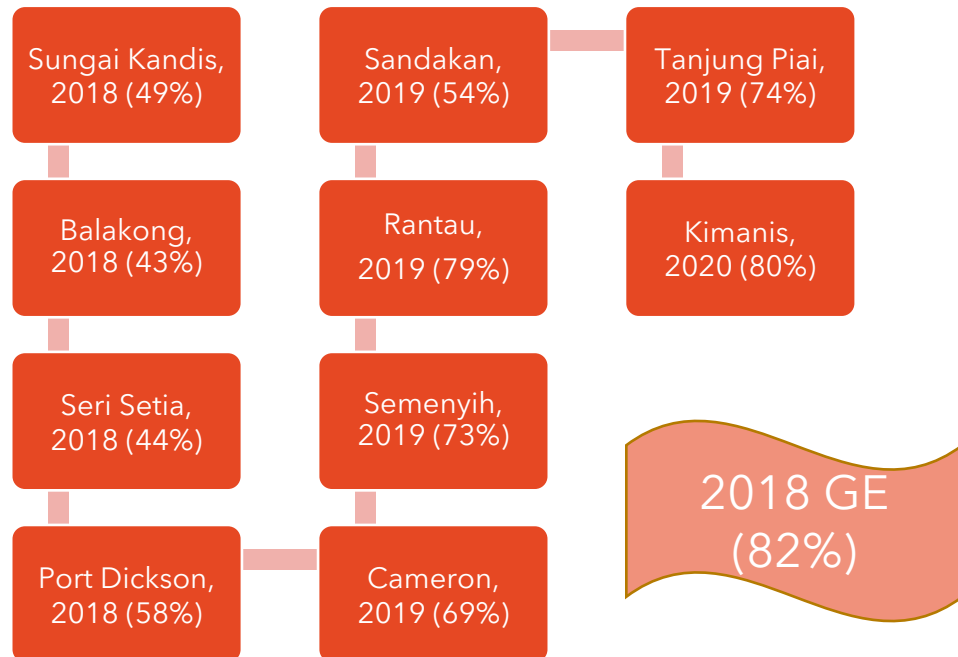 Sungai Kandis,
2018 (49%)
Balakong,
2018 (43%)
Seri Setia,
2018 (44%)
Port Dickson,
2018 (58%)
Cameron,
2019 (69%)
Semenyih,
2019 (73%)
Rantau,
2019 (79%)
Sandakan,
2019 (54%)
Tanjung Piai,
2019 (74%)
Kimanis,
2020 (80%)
2018 GE
(82%)